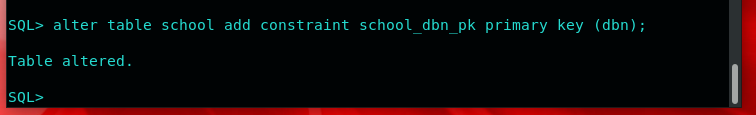 SQL> alter table school add constraint school_dbn_pk primary key (dbn);
Table altered.
SQL>